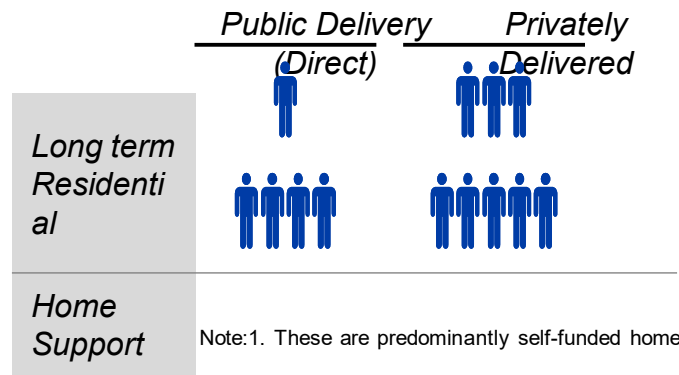 Public Delivery
(Direct)
Privately
Delivered
Long term
Residenti
al
Home
Support
Note:1. These are predominantly self-funded home